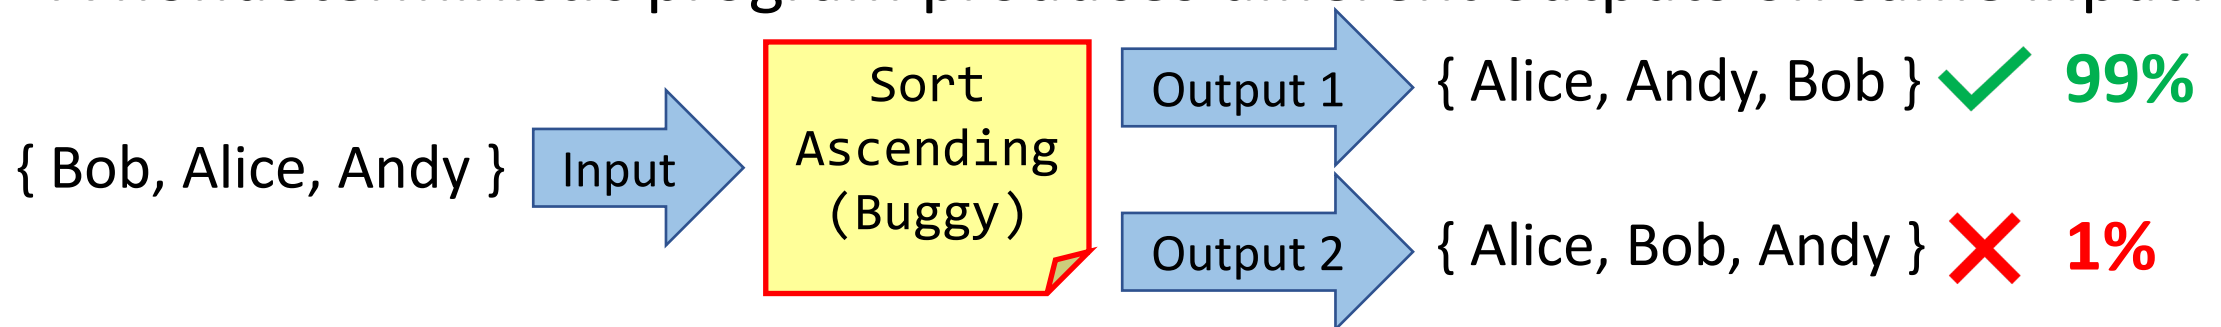 { Bob, Alice, Andy }
Input
Sort
Ascending
(Buggy)
Output 1
{ Alice, Andy, Bob }
99%
Output 2
{ Alice, Bob, Andy }
1%